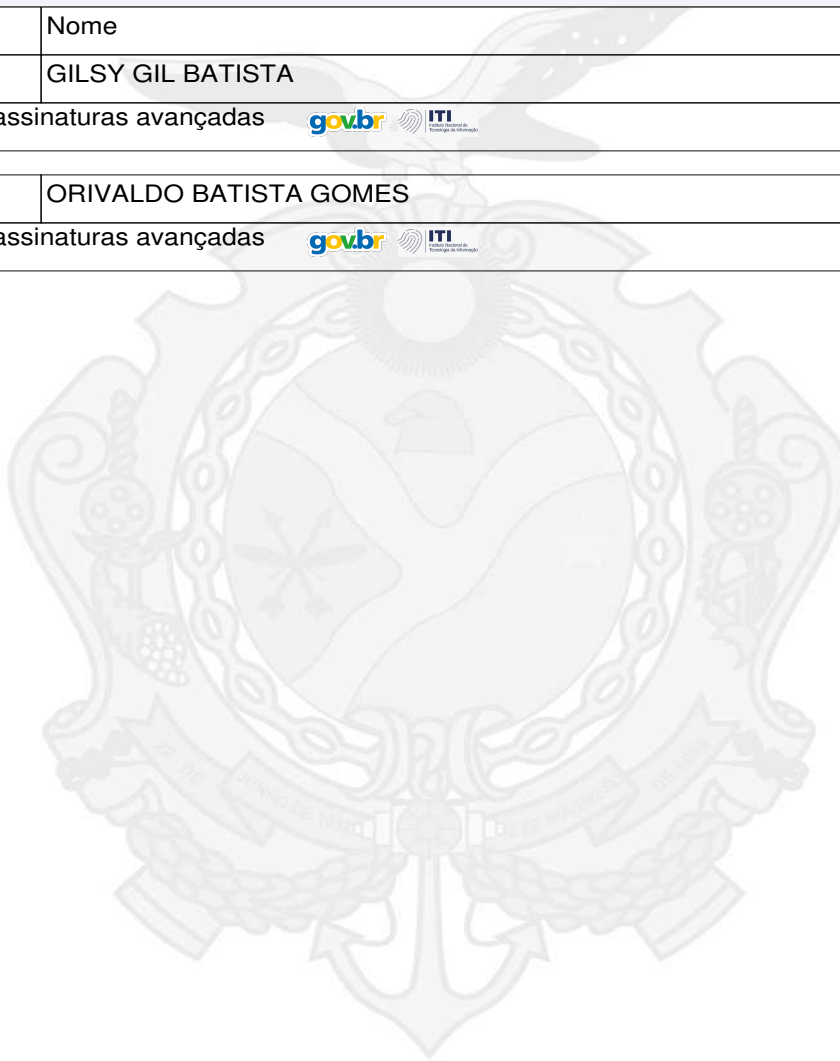 Nome
GILSY GIL BATISTA
assinaturas avançadas gov.br ITI
ORIVALDO BATISTA GOMES
assinaturas avançadas gov.br ITI